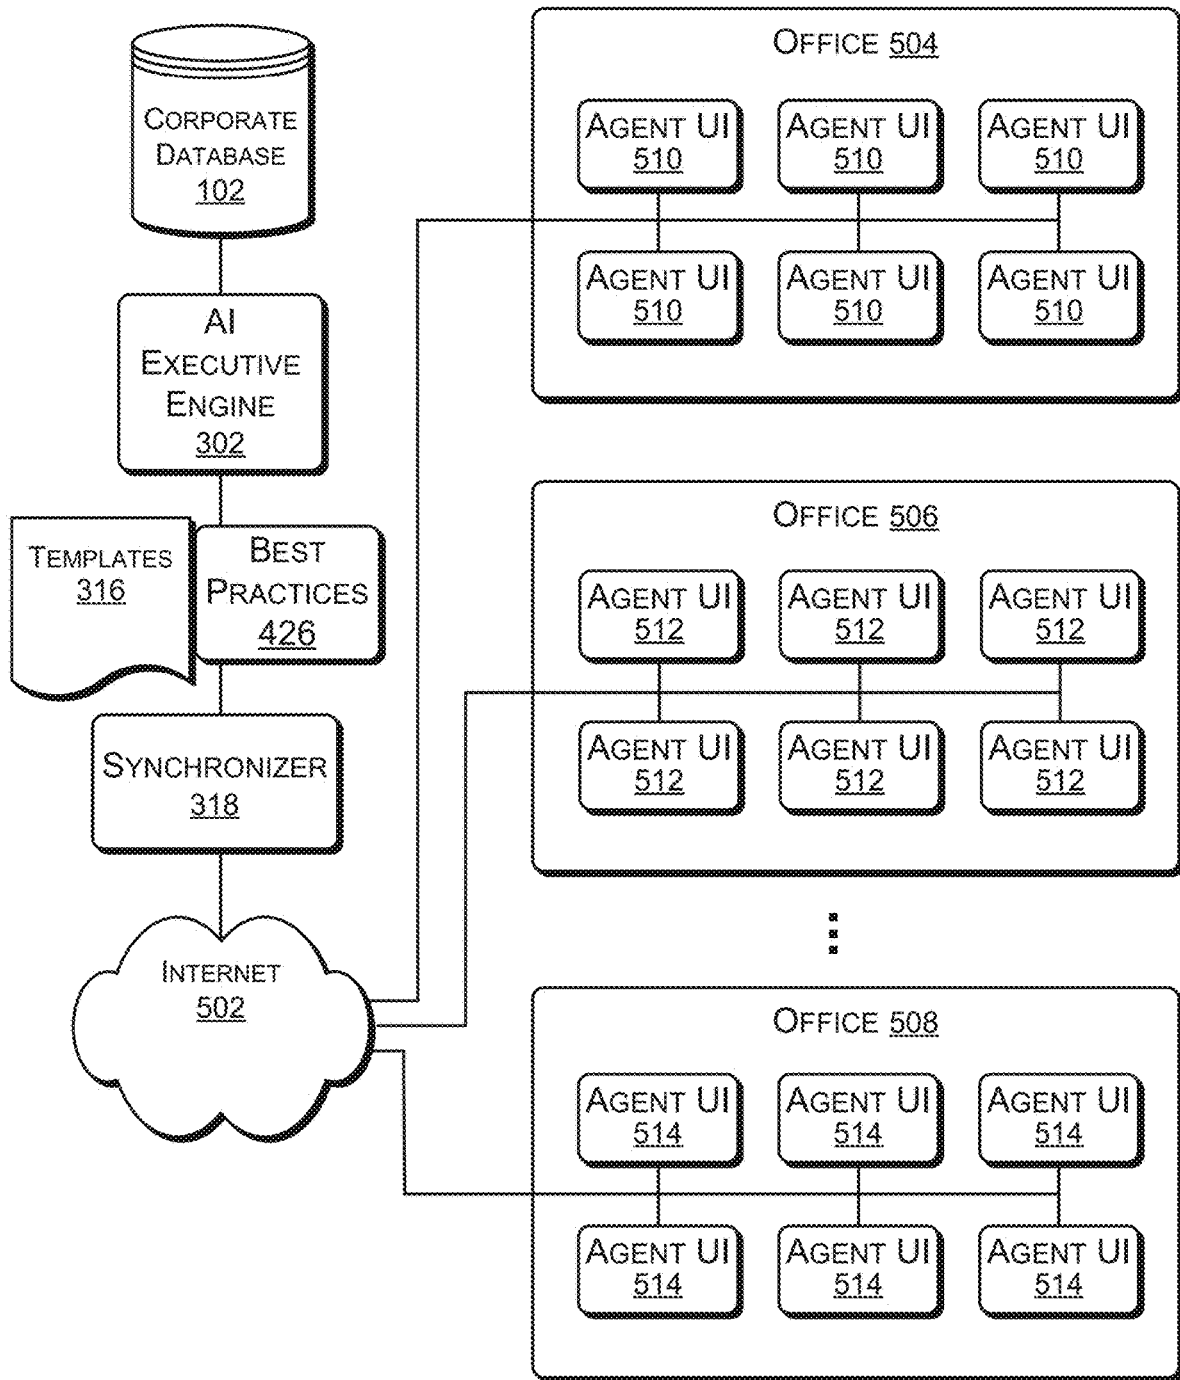 CORPORATE
DATABASE
102
AI
EXECUTIVE
ENGINE
302
TEMPLATES
316
BEST
PRACTICES
426
SYNCHRONIZER
318
INTERNET
502
OFFICE 504
AGENT UI
510
AGENT UI
510
AGENT UI
510
AGENT UI
510
AGENT UI
510
AGENT UI
510
OFFICE 506
AGENT UI
512
AGENT UI
512
AGENT UI
512
AGENT UI
512
AGENT UI
512
AGENT UI
512
OFFICE 508
AGENT UI
514
AGENT UI
514
AGENT UI
514
AGENT UI
514
AGENT UI
514
AGENT UI
514